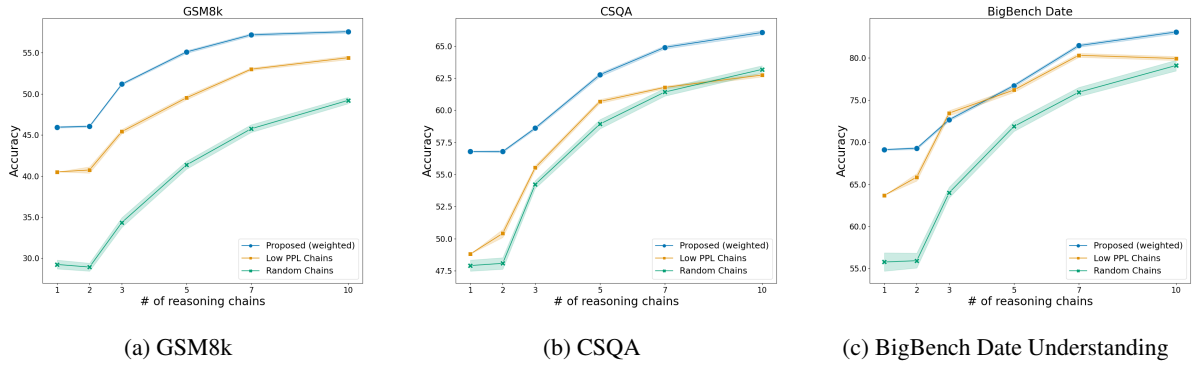 GSM8k
Accuracy
55.0
50.0
45.0
40.0
35.0
30.0
Proposed (weighted)
Low PPL Chains
Random Chains
1 2 3 5 7 10
# of reasoning chains
(a) GSM8k
CSQA
Accuracy
65.0
62.5
60.0
57.5
55.0
52.5
50.0
47.5
Proposed (weighted)
Low PPL Chains
Random Chains
1 2 3 5 7 10
# of reasoning chains
(b) CSQA
BigBench Date
Accuracy
80.0
75.0
70.0
65.0
60.0
55.0
Proposed (weighted)
Low PPL Chains
Random Chains
1 2 3 5 7 10
# of reasoning chains
(c) BigBench Date Understanding